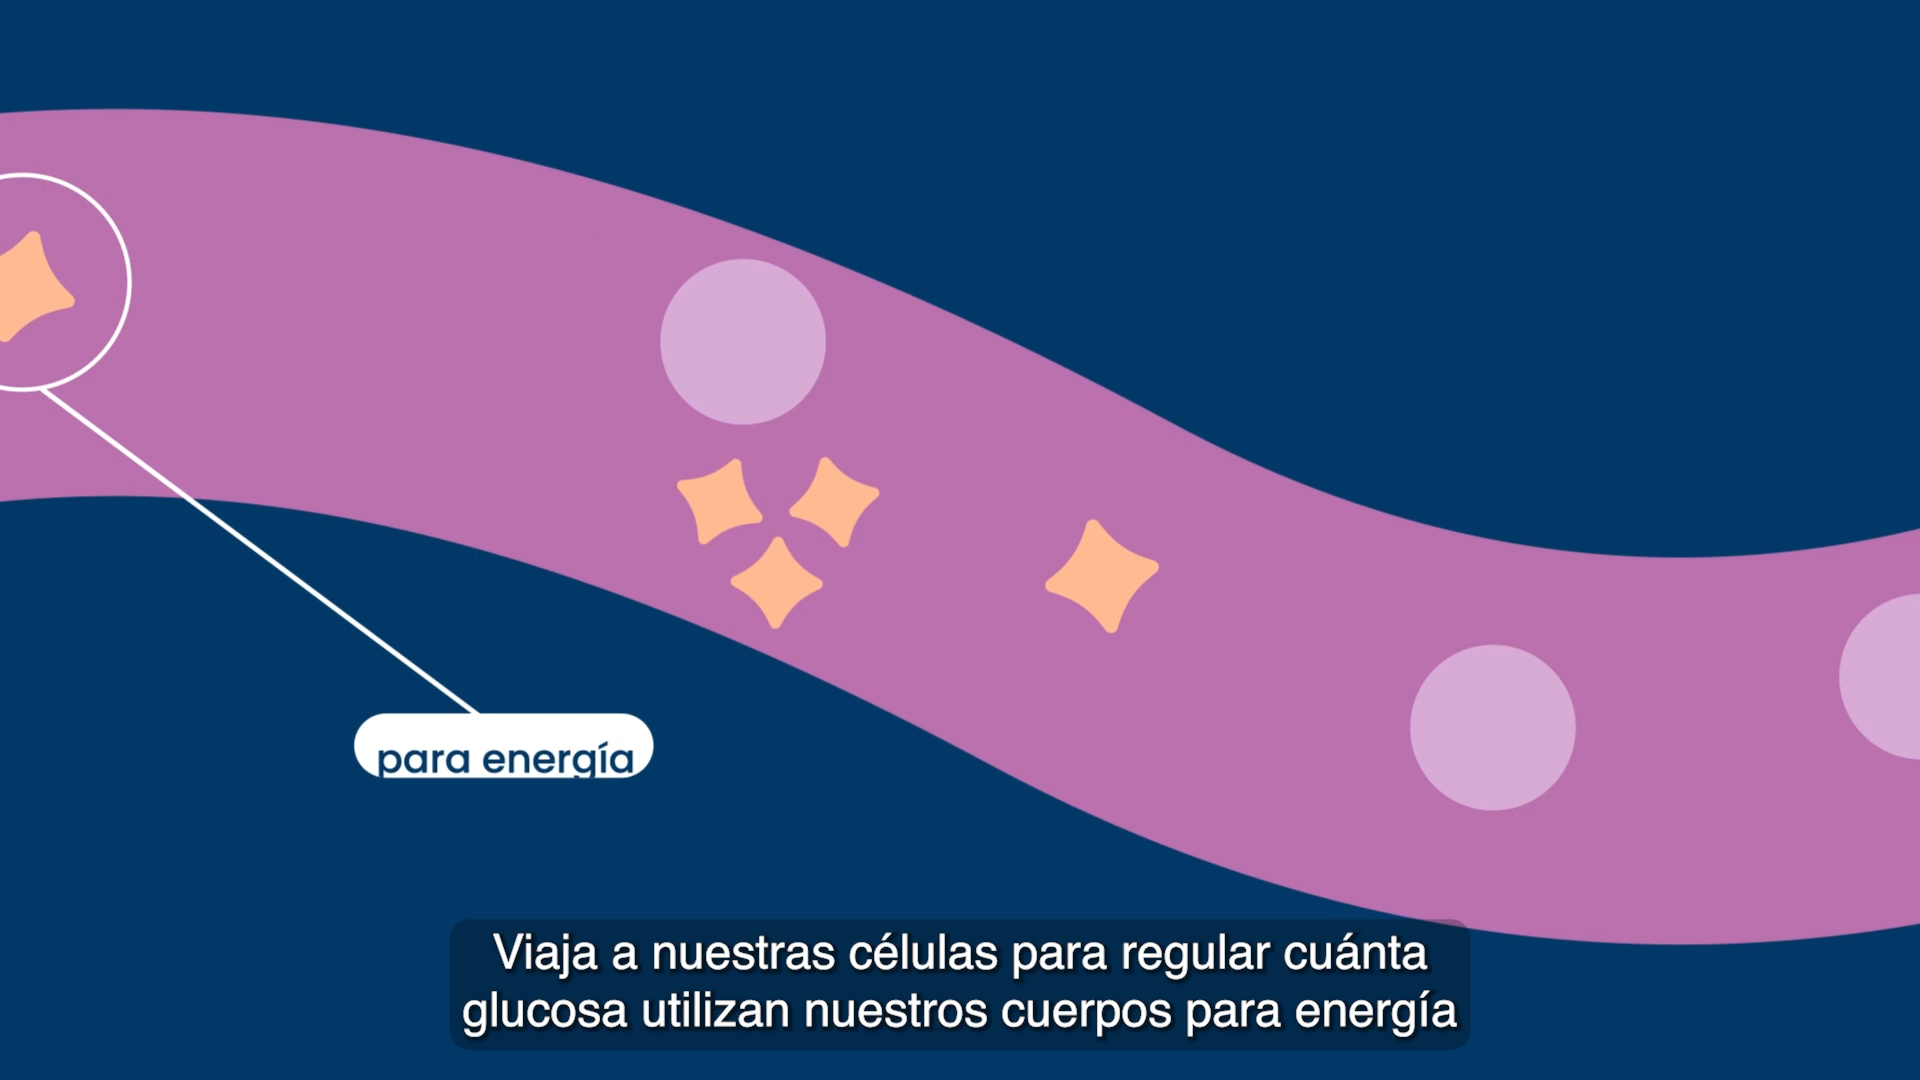 para energía
Viaja a nuestras células para regular cuánta
glucosa utilizan nuestros cuerpos para energía